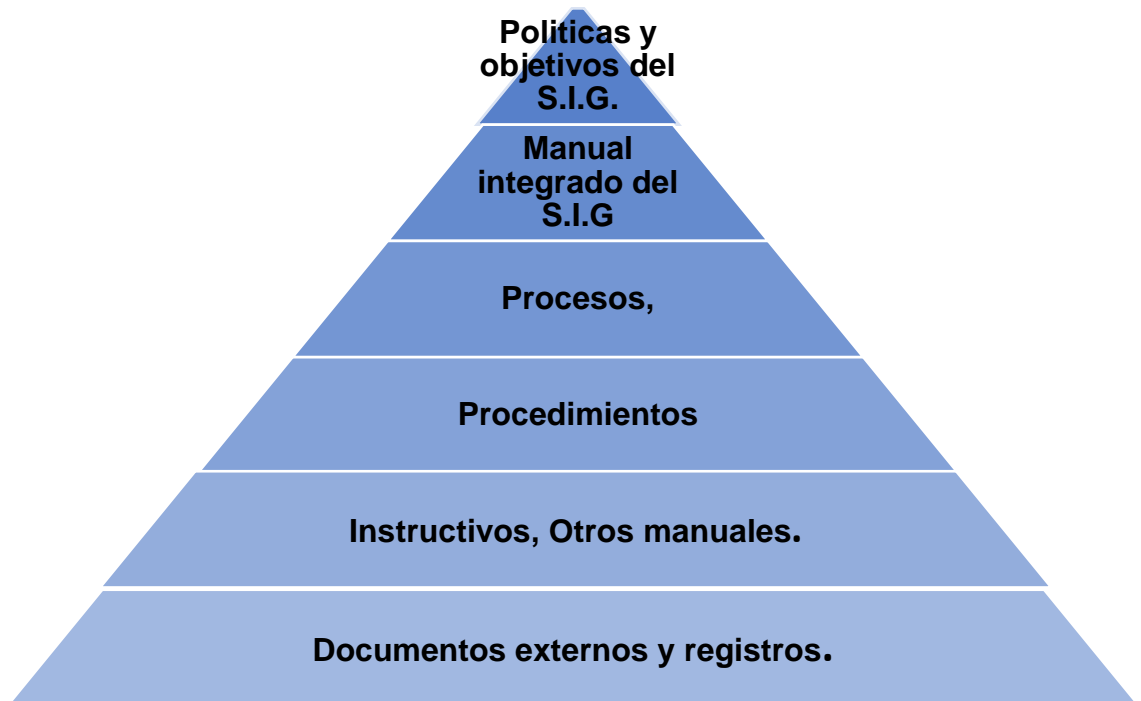 Politicas y
objetivos del
S.I.G.
Manual
integrado del
S.I.G
Procesos,
Procedimientos
Instructivos, Otros manuales.
Documentos externos y registros.